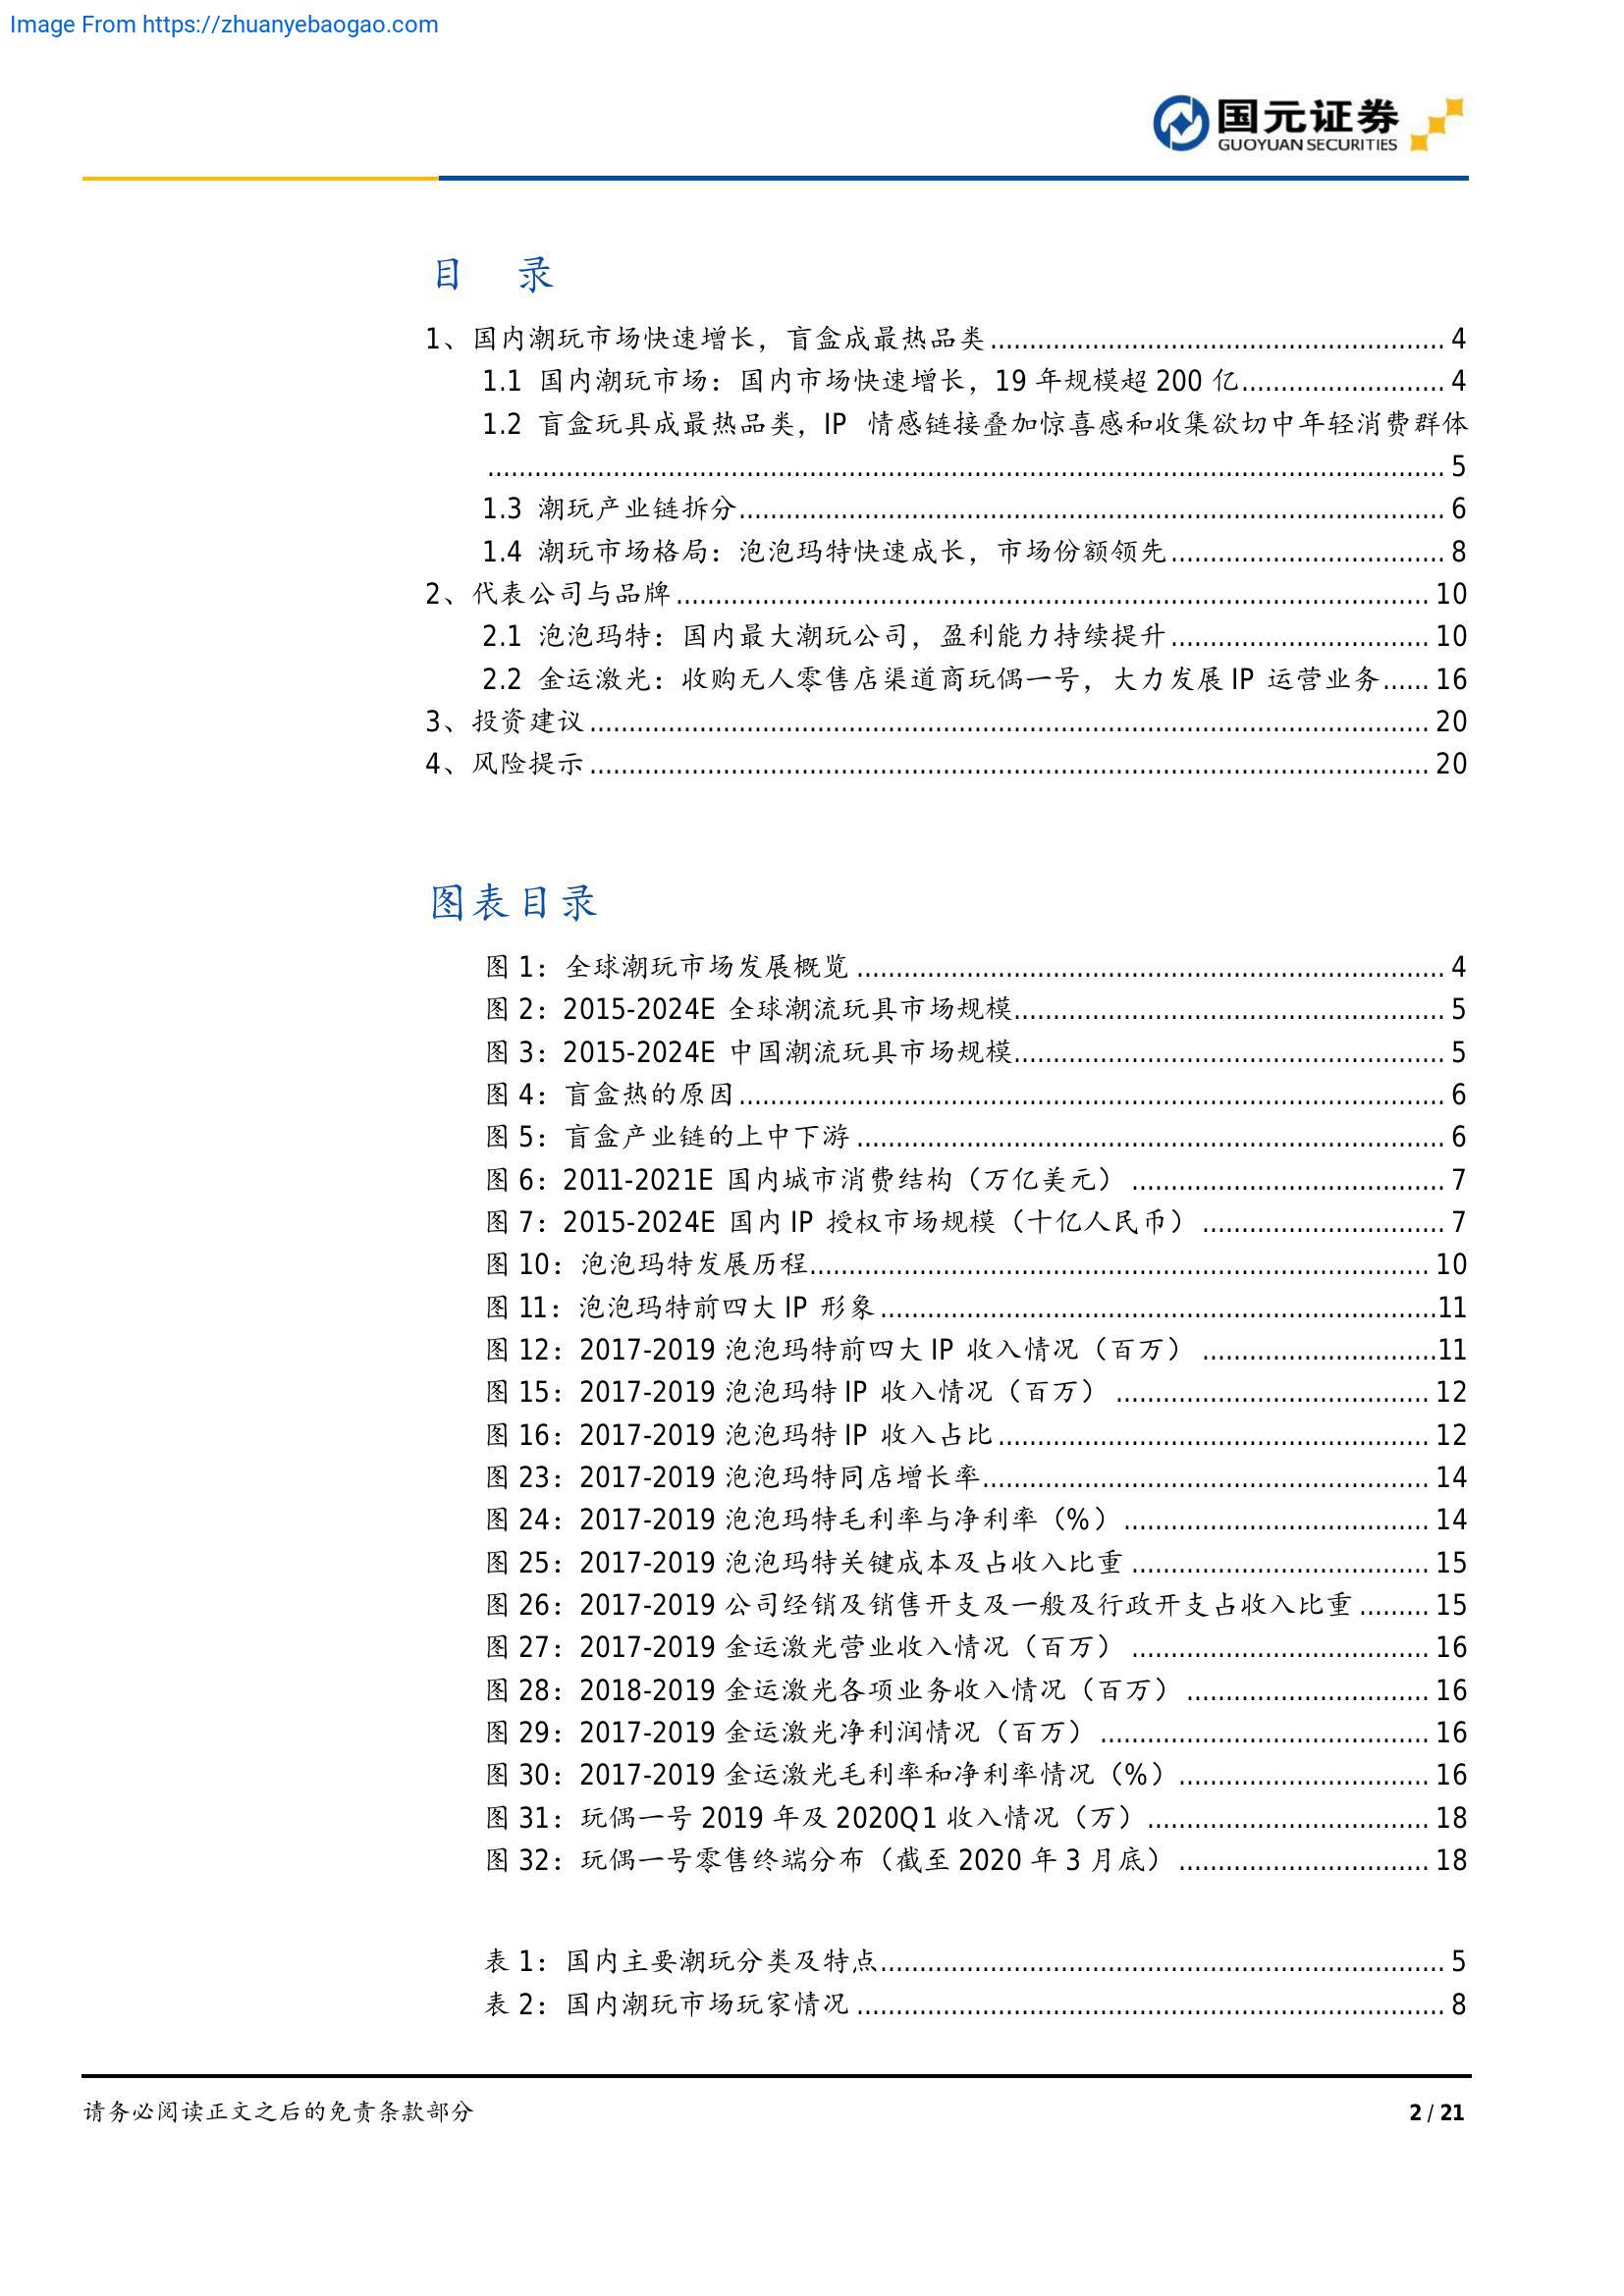 Image From https://zhuanyebaogao.com
国元证券
GUOYUAN SECURITIES
目 录
1、国内潮玩市场快速增长，盲盒成最热品类........................................ 4
1.1 国内潮玩市场：国内市场快速增长，19 年规模超 200 亿.......................... 4
1.2 盲盒玩具成最热品类，IP 情感链接叠加惊喜感和收集欲切中年轻消费群体
........................................ 5
1.3 潮玩产业链拆分........................................ 6
1.4 潮玩市场格局：泡泡玛特快速成长，市场份额领先.............................. 8
2、代表公司与品牌........................................ 10
2.1 泡泡玛特：国内最大潮玩公司，盈利能力持续提升.............................. 10
2.2 金运激光：收购无人零售店渠道商玩偶一号，大力发展 IP 运营业务...... 16
3、投资建议........................................ 20
4、风险提示........................................ 20
图表目录
图 1：全球潮玩市场发展概览........................................ 4
图 2：2015-2024E 全球潮流玩具市场规模........................................ 5
图 3：2015-2024E 中国潮流玩具市场规模........................................ 5
图 4：盲盒热的原因........................................ 6
图 5：盲盒产业链的上中下游........................................ 6
图 6：2011-2021E 国内城市消费结构（万亿美元）........................................ 7
图 7：2015-2024E 国内 IP 授权市场规模（十亿人民币）.............................. 7
图 10：泡泡玛特发展历程........................................ 10
图 11：泡泡玛特前四大 IP 形象........................................11
图 12：2017-2019 泡泡玛特前四大 IP 收入情况（百万）..............................11
图 15：2017-2019 泡泡玛特 IP 收入情况（百万）........................................ 12
图 16：2017-2019 泡泡玛特 IP 收入占比........................................ 12
图 23：2017-2019 泡泡玛特同店增长率........................................ 14
图 24：2017-2019 泡泡玛特毛利率与净利率（%）........................................ 14
图 25：2017-2019 泡泡玛特关键成本及占收入比重........................................ 15
图 26：2017-2019 公司经销及销售开支及一般及行政开支占收入比重......... 15
图 27：2017-2019 金运激光营业收入情况（百万）........................................ 16
图 28：2018-2019 金运激光各项业务收入情况（百万）.............................. 16
图 29：2017-2019 金运激光净利润情况（百万）........................................ 16
图 30：2017-2019 金运激光毛利率和净利率情况（%）.............................. 16
图 31：玩偶一号 2019 年及 2020Q1 收入情况（万）........................................ 18
图 32：玩偶一号零售终端分布（截至 2020 年 3 月底）.............................. 18
表 1：国内主要潮玩分类及特点........................................ 5
表 2：国内潮玩市场玩家情况........................................ 8
请务必阅读正文之后的免责条款部分
2 / 21